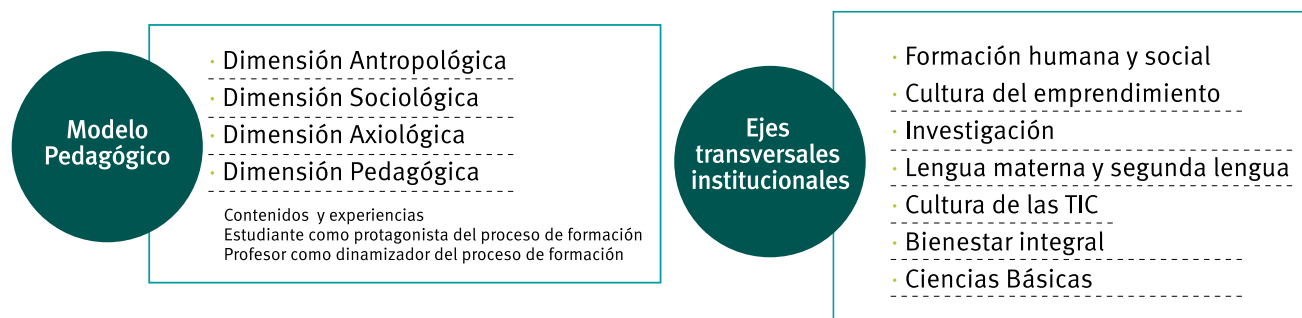 Modelo
Pedagógico
· Dimensión Antropológica
· Dimensión Sociológica
· Dimensión Axiológica
· Dimensión Pedagógica
Contenidos y experiencias
Estudiante como protagonista del proceso de formación
Profesor como dinamizador del proceso de formación
Ejes
transversales
institucionales
· Formación humana y social
· Cultura del emprendimiento
· Investigación
· Lengua materna y segunda lengua
· Cultura de las TIC
· Bienestar integral
· Ciencias Básicas